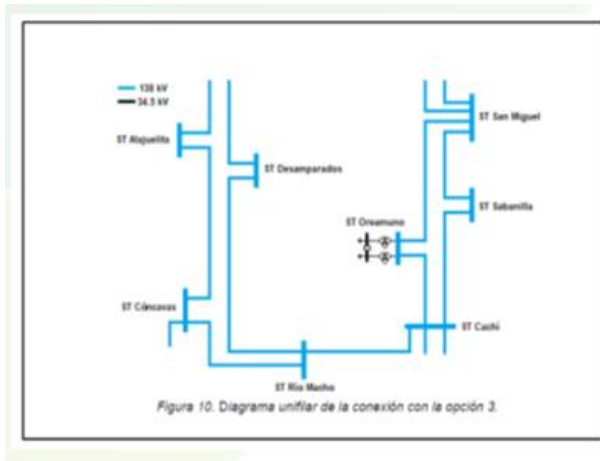 138 kV
34.5 kV
ST Alajuelita
ST Desamparados
ST San Miguel
ST Sabanilla
ST Oreamuno
ST Cóncavas
ST Cachí
ST Río Macho
Figura 10. Diagrama unifilar de la conexión con la opción 3.